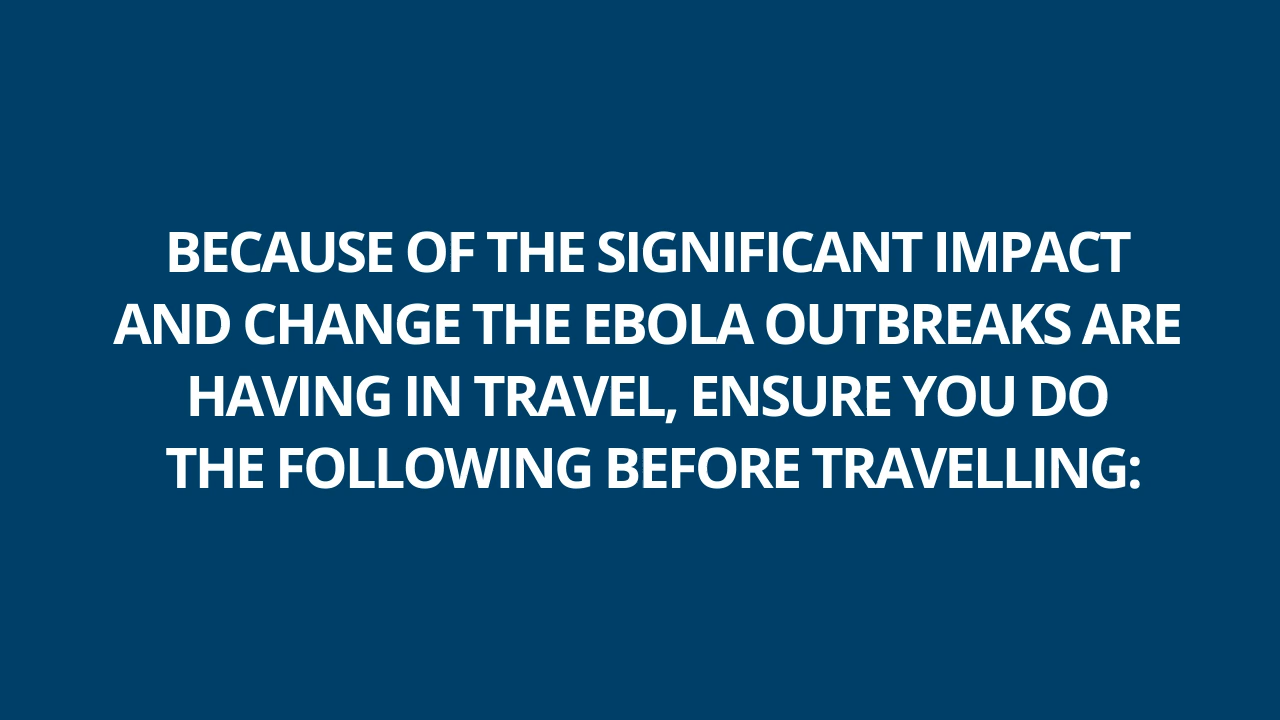 BECAUSE OF THE SIGNIFICANT IMPACT
AND CHANGE THE EBOLA OUTBREAKS ARE
HAVING IN TRAVEL, ENSURE YOU DO
THE FOLLOWING BEFORE TRAVELLING: